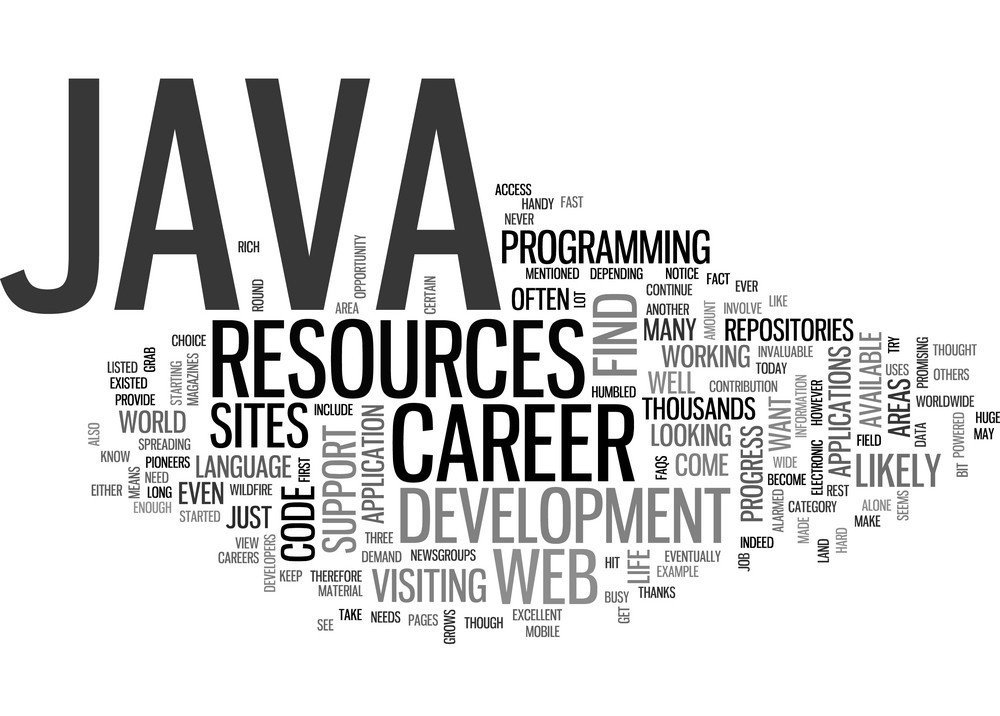 JAVA
ACCESS
HANDY
FAST
NEVER
RICH
OPPORTUNITY
PROGRAMMING
MENTIONED
DEPENDING
NOTICE
FACT
EVER
ROUND
AREA
CERTAIN
OFTEN
LOT
FIND
CONTINUE
ANOTHER
AMOUNT
INVOLVE
LIKE
MANY
REPOSITORIES
CHOICE
RESOURCES
WORKING
INVALUABLE
TODAY
AVAILABLE
TRY
PROMISING
THOUGHT
LISTED
GRAB
STARTING
MAGAZINES
EXISTED
PROVIDE
HUMBLED
WELL
CONTRIBUTION
INFORMATION
HOWEVER
APPLICATIONS
AREAS
USES
OTHERS
WORLDWIDE
WORLD
SITES
INCLUDE
CAREER
THOUSANDS
WANT
HUGE
MAY
ALSO
SPREADING
APPLICATION
SUPPORT
LOOKING
PROGRESS
FIELD
DATA
POWERED
BIT
KNOW
PIONEERS
LANGUAGE
FIRST
FAQS
COME
WIDE
BECOME
ELECTRONIC
LIKELY
MEANS
NEED
EITHER
LONG
EVEN
WILDFIRE
CODE
DEVELOPMENT
ALARMED
REST
ENOUGH
STARTED
JUST
CATEGORY
ALONE
SEEMS
MADE
MAKE
VIEW
CAREERS
DEVELOPERS
THREE
DEMAND
NEWSGROUPS
WEB
HIT
LIFE
EVENTUALLY
EXAMPLE
JOB
INDEED
LAND
HARD
KEEP
THEREFORE
MATERIAL
VISITING
BUSY
GET
THANKS
SEE
TAKE
NEEDS
PAGES
GROWS
THOUGH
EXCELLENT
MOBILE